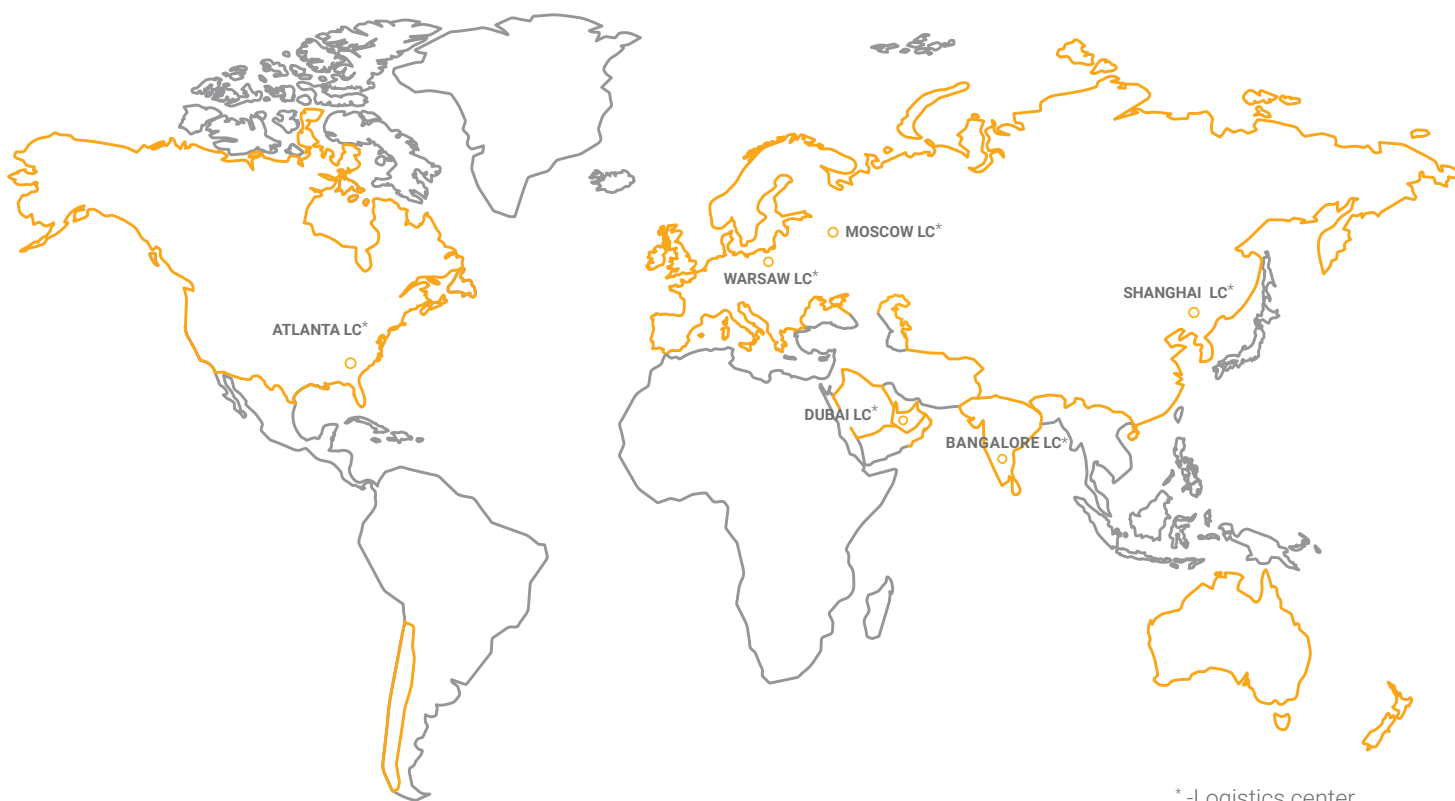 MOSCOW LC*
WARSAW LC*
SHANGHAI LC*
ATLANTA LC*
DUBAI LC*
BANGALORE LC*
* -Logistics center